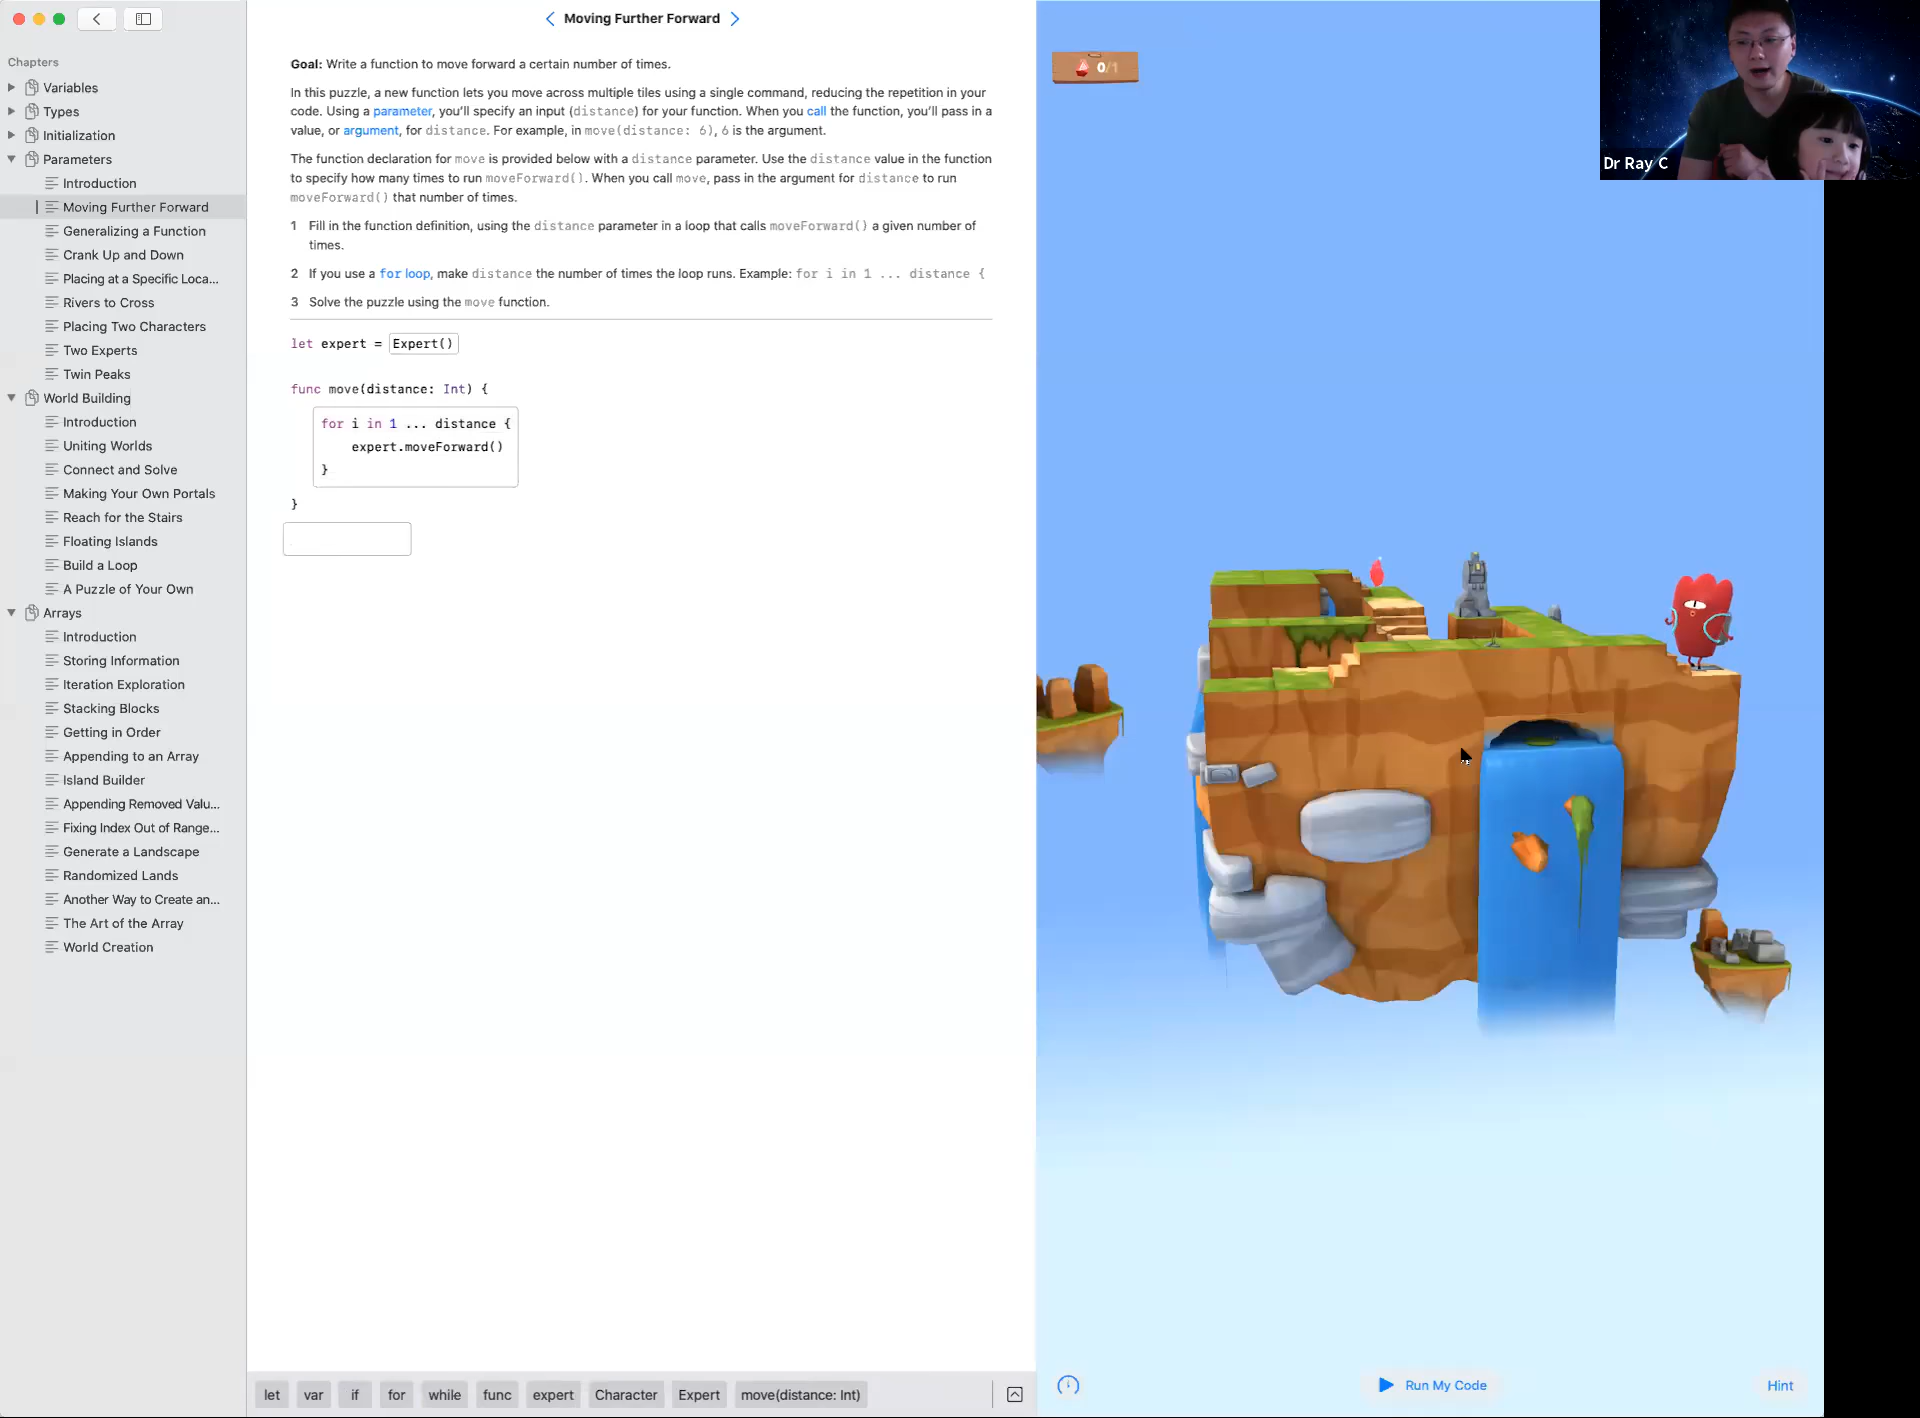 Moving Further Forward
Chapters
Variables
Types
Initialization
Parameters
Introduction
Moving Further Forward
Generalizing a Function
Crank Up and Down
Placing at a Specific Loca...
Rivers to Cross
Placing Two Characters
Two Experts
Twin Peaks
World Building
Introduction
Uniting Worlds
Connect and Solve
Making Your Own Portals
Reach for the Stairs
Floating Islands
Build a Loop
A Puzzle of Your Own
Arrays
Introduction
Storing Information
Iteration Exploration
Stacking Blocks
Getting in Order
Appending to an Array
Island Builder
Appending Removed Valu...
Fixing Index Out of Range...
Generate a Landscape
Randomized Lands
Another Way to Create an...
The Art of the Array
World Creation
Goal: Write a function to move forward a certain number of times.
In this puzzle, a new function lets you move across multiple tiles using a single command, reducing the repetition in your
code. Using a parameter, you'll specify an input (distance) for your function. When you call the function, you'll pass in a
value, or argument, for distance. For example, in move(distance: 6), 6 is the argument.
The function declaration for move is provided below with a distance parameter. Use the distance value in the function
to specify how many times to run moveForward(). When you call move, pass in the argument for distance to run
moveForward() that number of times.
1 Fill in the function definition, using the distance parameter in a loop that calls moveForward() a given number of
times.
2 If you use a for loop, make distance the number of times the loop runs. Example: for i in 1 ... distance {
3 Solve the puzzle using the move function.
let expert = Expert()
func move(distance: Int) {
for i in 1 ... distance {
expert.moveForward()
}
}
let var if for while func expert Character Expert move(distance: Int)
0/1
Dr Ray C
Run My Code
Hint